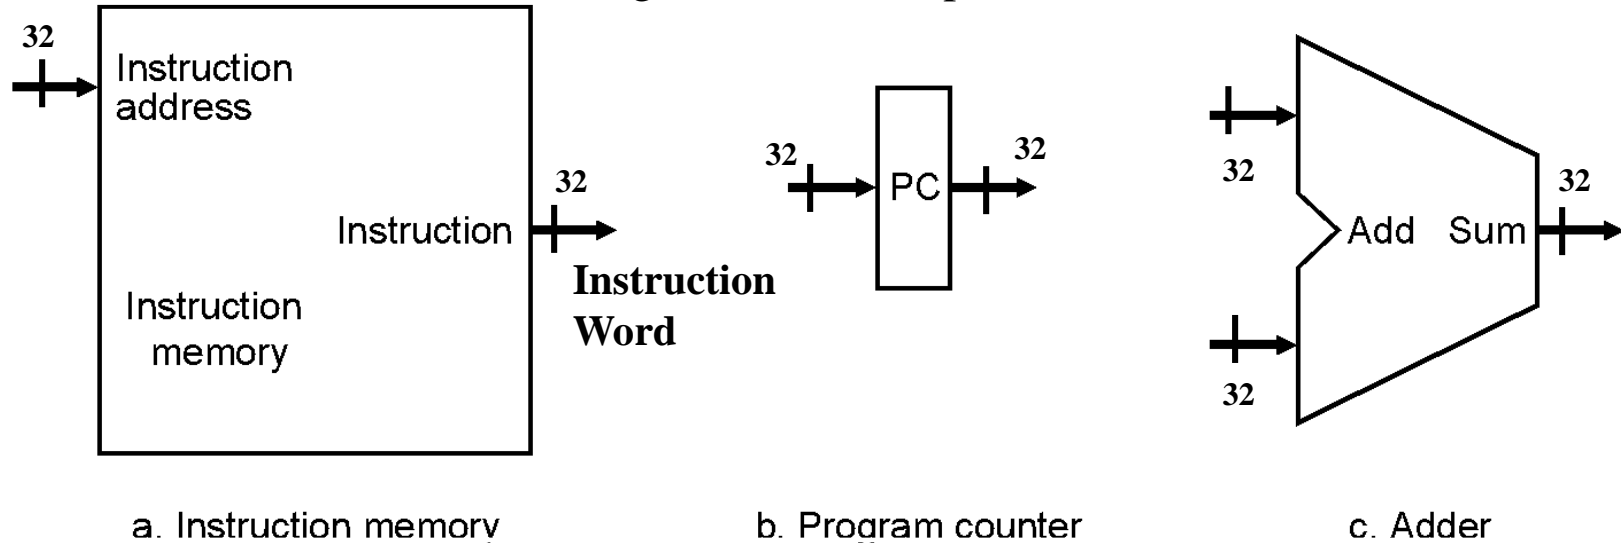 32
Instruction
address
Instruction
32
Instruction
Word
Instruction
memory
a. Instruction memory
32
PC
32
b. Program counter
32
32
Add Sum
32
c. Adder